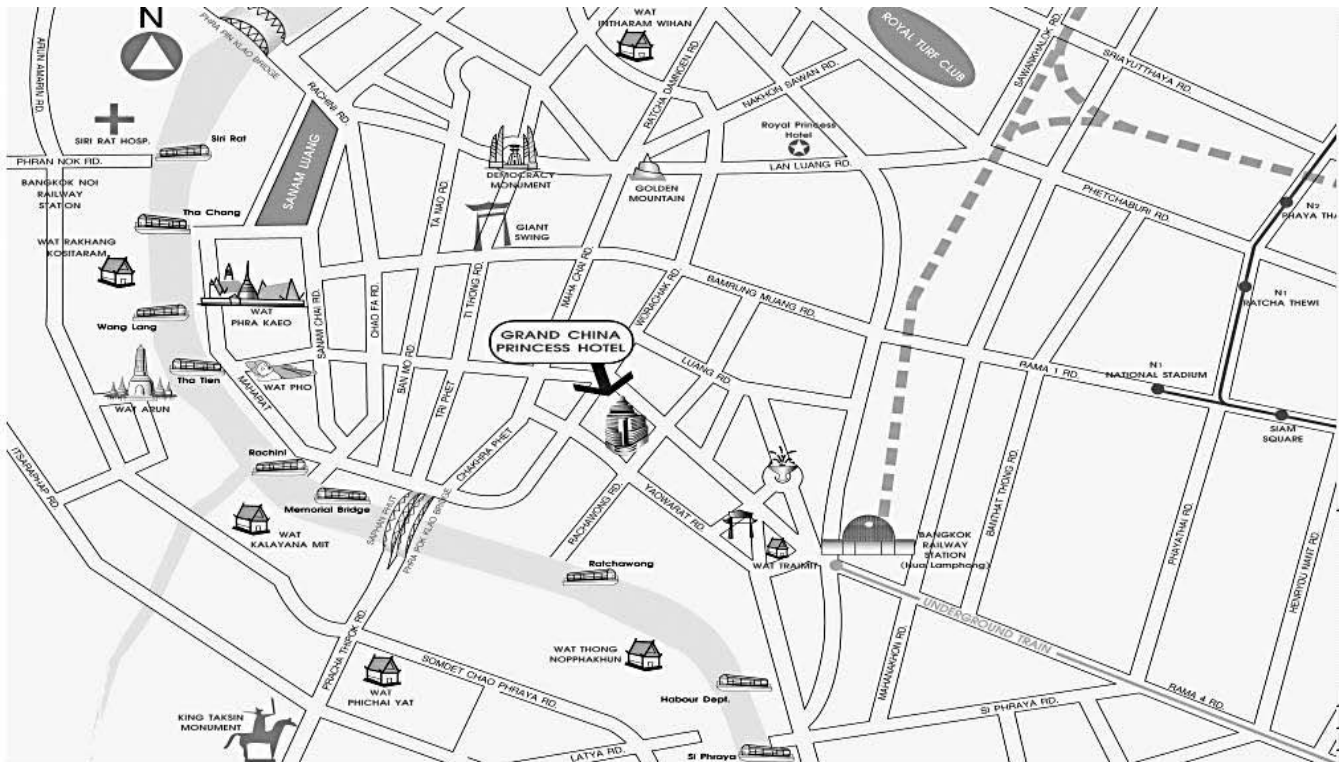 N
ARUN AMARIN RD.
PHRA PIN KLAO BRIDGE
RACHINI RD.
WAT
INTHARAM WIHAN
RATCHA DAMNOEN RD.
NAKHON SAWAN RD.
ROYAL TURF CLUB
SAWANKHALOK RD.
SRIAYUTTHAYA RD.
SIRI RAT HOSP.
Siri Rat
PHRAN NOK RD.
BANGKOK NOI
RAILWAY
STATION
SANAM LUANG
TA NAO RD.
DEMOCRACY
MONUMENT
GOLDEN
MOUNTAIN
Royal Princess
Hotel
LAN LUANG RD.
PHETCHABURI RD.
N2
Tha Chang
WAT RAKHANG
KOSITARAM
GIANT
SWING
WAT
PHRA KAEO
Wang Lang
SANAM CHAI RD.
CHAO FA RD.
TI THONG RD.
MAHA CHAI RD.
WORACHAK RD
BAMRUNG MUANG RD.
N1
RATCHA THEWI
GRAND CHINA
PRINCESS HOTEL
LUANG RD.
RAMA 1 RD.
N1
NATIONAL STADIUM
SIAM
SQUARE
Tha Tien
WAT PHO
WAT ARUN
MAHARAT
BAN MO RD.
TRI PHET
CHAKHRA PHET
ITSARAPHAP RD.
Rachini
Memorial Bridge
WAT
KALAYANA MIT
SAPHAN PHUT
PHRA POK KLAO BRIDGE
RACHAWONG RD.
YAOWARAT RD.
WAT TRAIMIT
BANGKOK
RAILWAY
STATION
(Hua Lamphong)
BANTHAT THONG RD.
PHAYATHAI RD.
Ratchawong
UNDERGROUND TRAIN
WAT THONG
NOPPHAKHUN
Habour Dept.
MAHANAKHON RD.
RAMA 4 RD.
SI PHRAYA RD.
PRACHA THIPOK RD.
WAT
PHICHAI YAT
SOMDET CHAO PHRAYA RD.
KING TAKSIN
MONUMENT
LATYA RD.
Si Phraya